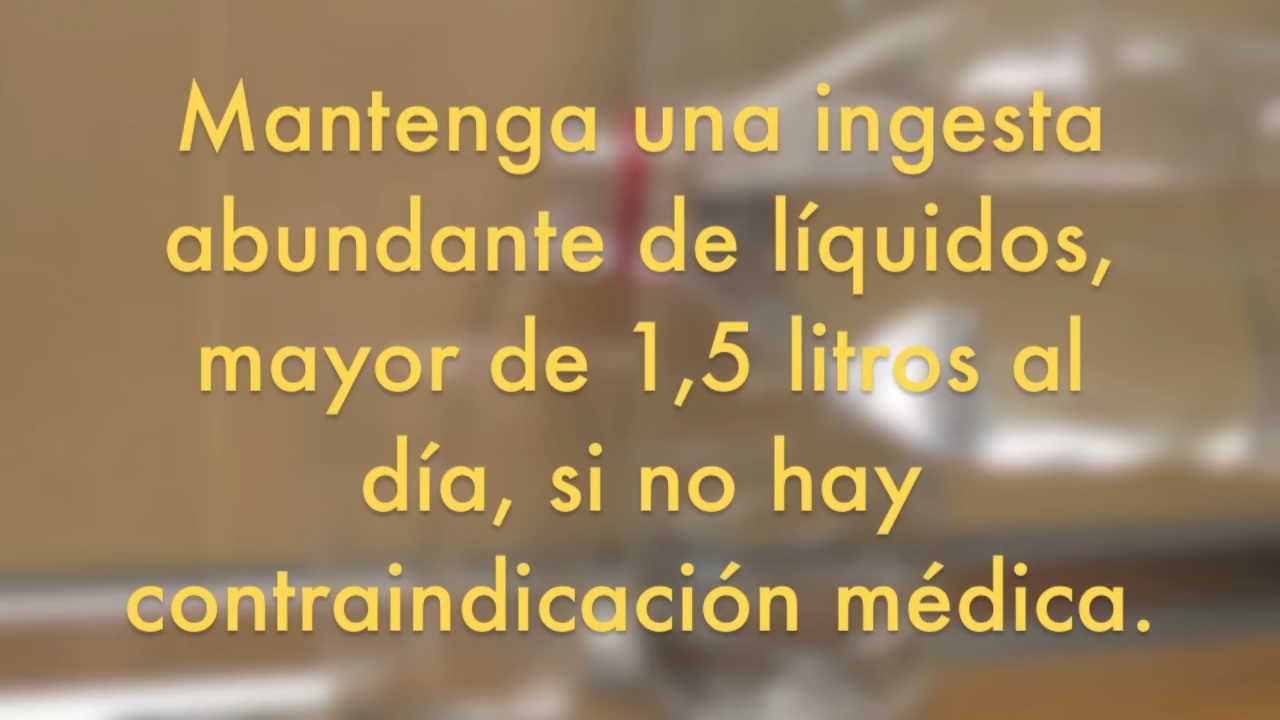 Mantenga una ingesta
abundante de líquidos,
mayor de 1,5 litros al
día, si no hay
contraindicación médica.